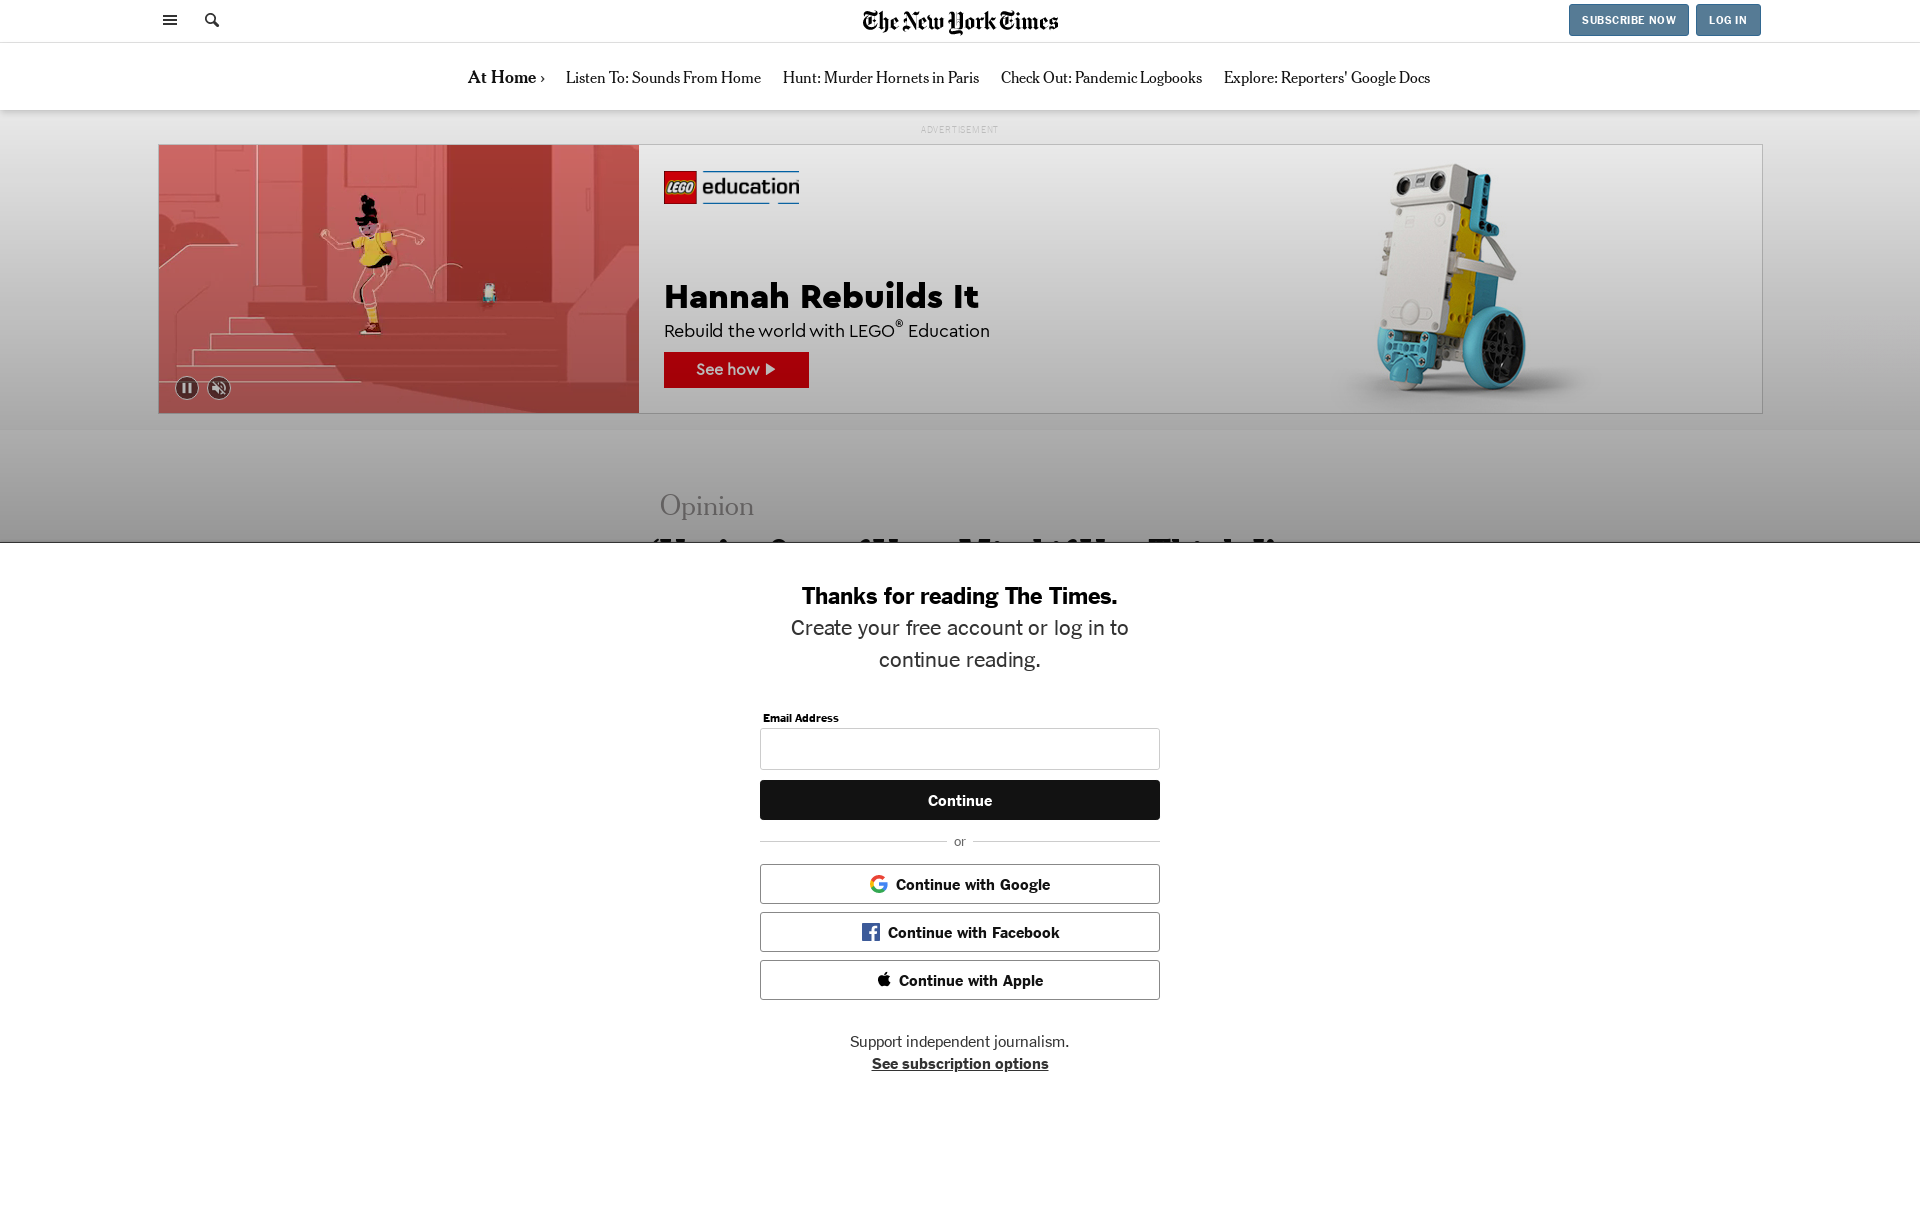 The New York Times
SUBSCRIBE NOW
LOG IN
At Home ›
Listen To: Sounds From Home
Hunt: Murder Hornets in Paris
Check Out: Pandemic Logbooks
Explore: Reporters' Google Docs
ADVERTISEMENT
LEGO education
Hannah Rebuilds It
Rebuild the world with LEGO® Education
See how
Opinion
Thanks for reading The Times.
Create your free account or log in to
continue reading.
Email Address
Continue
or
Continue with Google
Continue with Facebook
Continue with Apple
Support independent journalism.
See subscription options